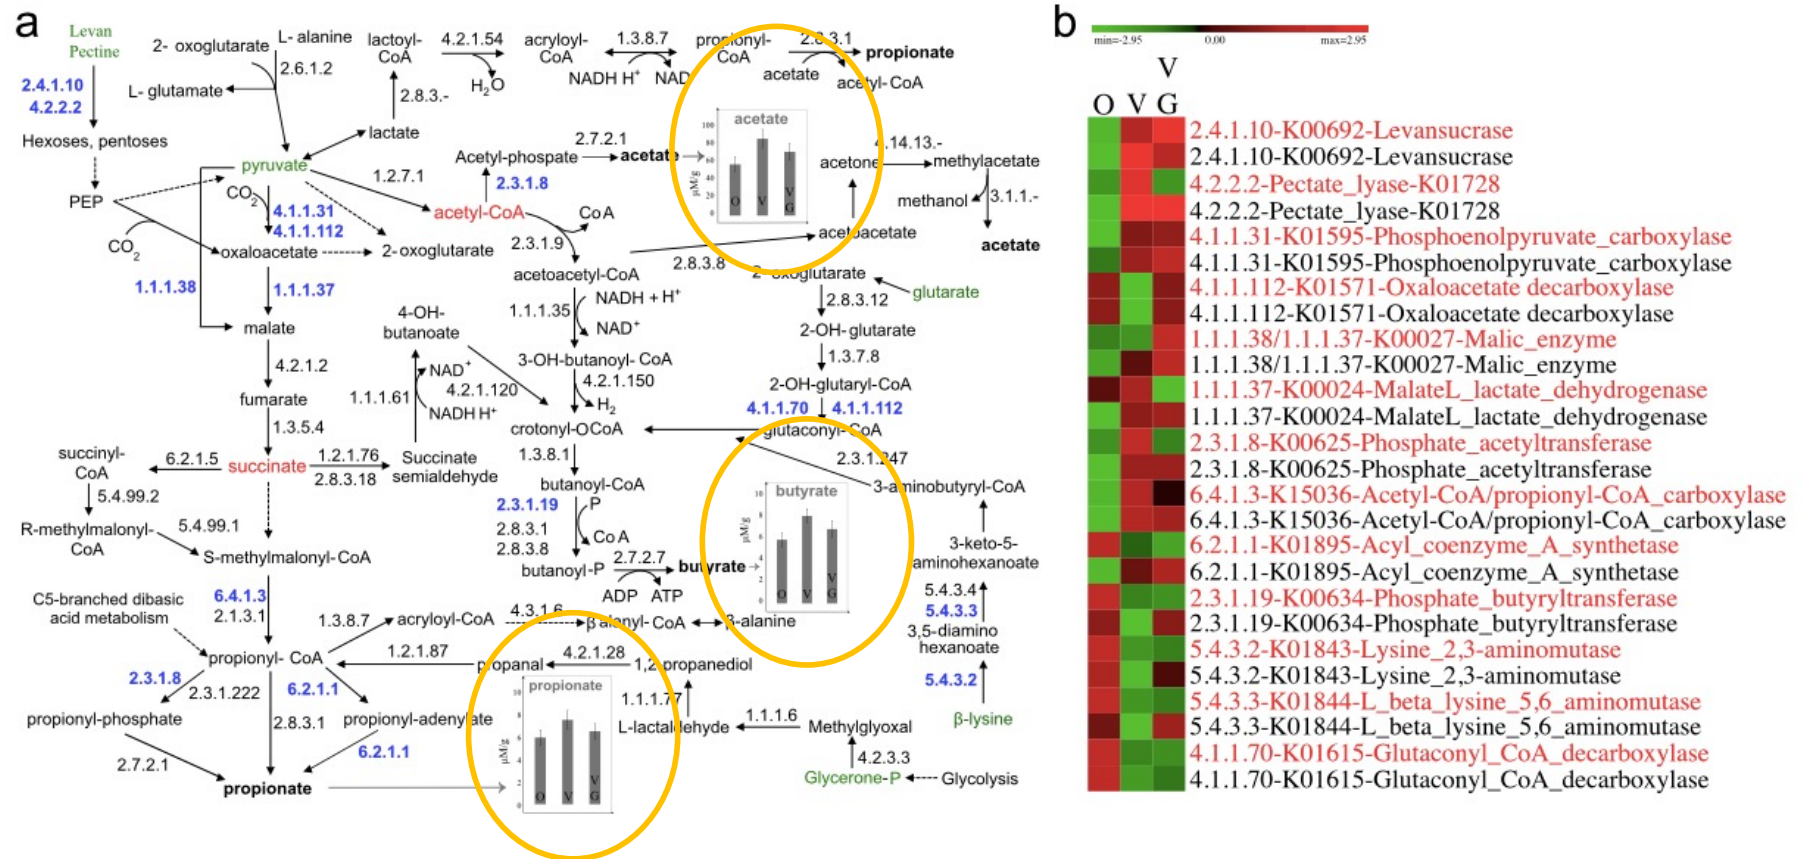 a
Levan
Pectine
2- oxoglutarate
L- alanine
2.6.1.2
L- glutamate
2.4.1.10
4.2.2.2
Hexoses, pentoses
lactoyl-
CoA
4.2.1.54
H2O
acryloyl-
CoA
1.3.8.7
NADH H+
NAD
propionyl-
CoA
2.8.3.1
propionate
acetate
acetyl- CoA
2.8.3.-
lactate
pyruvate
PEP
CO2
CO2
4.1.1.31
4.1.1.112
oxaloacetate
2- oxoglutarate
1.2.7.1
Acetyl-phospate
2.7.2.1
acetate
2.3.1.8
acetyl-CoA
CoA
2.3.1.9
acetoacetyl-CoA
acetate
100
80
60
40
20
0
μM/g
O
V
V
G
acetone
4.14.13.-
methylacetate
methanol
3.1.1.-
acetate
acetoacetate
2.8.3.8
2-oxoglutarate
glutarate
2.8.3.12
2-OH- glutarate
1.3.7.8
2-OH-glutaryl-CoA
4.1.1.70
4.1.1.112
glutaconyl-CoA
1.1.1.38
1.1.1.37
malate
4.2.1.2
fumarate
1.3.5.4
succinate
4-OH-
butanoate
NAD+
1.1.1.61
4.2.1.120
NADH H+
1.1.1.35
NADH + H+
NAD+
3-OH-butanoyl- CoA
4.2.1.150
H2
crotonyl-OCoA
1.3.8.1
butanoyl-CoA
succinyl-
CoA
6.2.1.5
1.2.1.76
2.8.3.18
Succinate
semialdehyde
5.4.99.2
R-methylmalonyl-
CoA
5.4.99.1
S-methylmalonyl-CoA
2.3.1.19
2.8.3.1
2.8.3.8
P
CoA
butanoyl-P
2.7.2.7
ADP
ATP
butyrate
butyrate
10
8
6
4
2
0
μM/g
O
V
V
G
2.3.1.247
3-aminobutyryl-CoA
3-keto-5-
aminohexanoate
5.4.3.4
5.4.3.3
3,5-diamino
hexanoate
5.4.3.2
β-lysine
C5-branched dibasic
acid metabolism
6.4.1.3
2.1.3.1
1.3.8.7
acryloyl-CoA
4.3.1.6
β alanyl- CoA
β-alanine
propionyl- CoA
1.2.1.87
propanal
4.2.1.28
1,2 propanediol
2.3.1.8
2.3.1.222
6.2.1.1
propionyl-phosphate
2.8.3.1
propionyl-adenylate
6.2.1.1
2.7.2.1
propionate
propionate
10
8
6
4
2
0
μM/g
O
V
V
G
1.1.1.77
L-lactaldehyde
1.1.1.6
Methylglyoxal
4.2.3.3
Glycerone-P
Glycolysis
b
min=-2.95
0.00
max=2.95
V
O V G
2.4.1.10-K00692-Levansucrase
2.4.1.10-K00692-Levansucrase
4.2.2.2-Pectate_lyase-K01728
4.2.2.2-Pectate_lyase-K01728
4.1.1.31-K01595-Phosphoenolpyruvate_carboxylase
4.1.1.31-K01595-Phosphoenolpyruvate_carboxylase
4.1.1.112-K01571-Oxaloacetate decarboxylase
4.1.1.112-K01571-Oxaloacetate decarboxylase
1.1.1.38/1.1.1.37-K00027-Malic_enzyme
1.1.1.38/1.1.1.37-K00027-Malic_enzyme
1.1.1.37-K00024-MalateL_lactate_dehydrogenase
1.1.1.37-K00024-MalateL_lactate_dehydrogenase
2.3.1.8-K00625-Phosphate_acetyltransferase
2.3.1.8-K00625-Phosphate_acetyltransferase
6.4.1.3-K15036-Acetyl-CoA/propionyl-CoA_carboxylase
6.4.1.3-K15036-Acetyl-CoA/propionyl-CoA_carboxylase
6.2.1.1-K01895-Acyl_coenzyme_A_synthetase
6.2.1.1-K01895-Acyl_coenzyme_A_synthetase
2.3.1.19-K00634-Phosphate_butyryltransferase
2.3.1.19-K00634-Phosphate_butyryltransferase
5.4.3.2-K01843-Lysine_2,3-aminomutase
5.4.3.2-K01843-Lysine_2,3-aminomutase
5.4.3.3-K01844-L_beta_lysine_5,6_aminomutase
5.4.3.3-K01844-L_beta_lysine_5,6_aminomutase
4.1.1.70-K01615-Glutaconyl_CoA_decarboxylase
4.1.1.70-K01615-Glutaconyl_CoA_decarboxylase